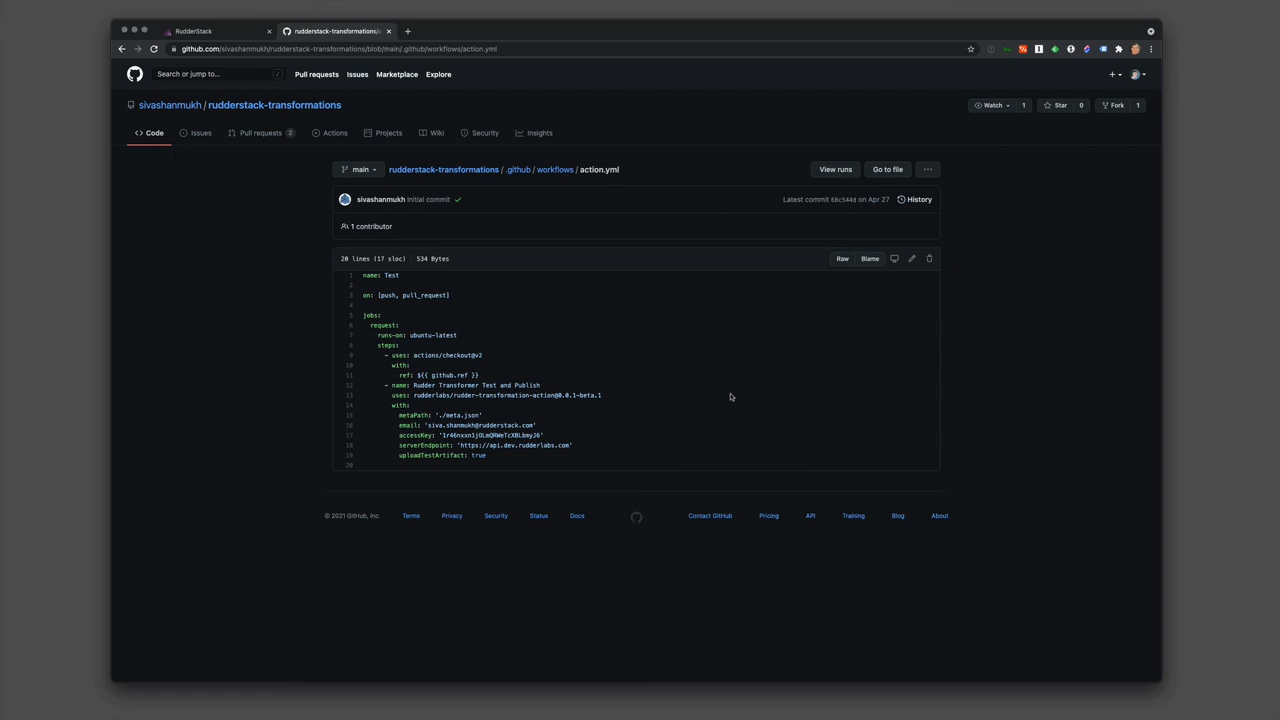 RudderStack
rudderstack-transformations/
github.com/sivashanmukh/rudderstack-transformations/blob/main/.github/workflows/action.yml
Search or jump to... /
Pull requests Issues Marketplace Explore
sivashanmukh / rudderstack-transformations
Watch 1 Star 0 Fork 1
Code Issues Pull requests 2 Actions Projects Wiki Security Insights
main rudderstack-transformations / .github / workflows / action.yml View runs Go to file ...
sivashanmukh Initial commit Latest commit 68c544d on Apr 27 History
1 contributor
20 lines (17 sloc) 534 Bytes Raw Blame
1 name: Test
2
3 on: [push, pull_request]
4
5 jobs:
6 request:
7 runs-on: ubuntu-latest
8 steps:
9 - uses: actions/checkout@v2
10 with:
11 ref: ${{ github.ref }}
12 - name: Rudder Transformer Test and Publish
13 uses: rudderlabs/rudder-transformation-action@0.0.1-beta.1
14 with:
15 metaPath: './meta.json'
16 email: 'siva.shanmukh@rudderstack.com'
17 accessKey:
18 serverEndpoint: 'https://api.dev.rudderlabs.com'
19 uploadTestArtifact: true
20
© 2021 GitHub, Inc. Terms Privacy Security Status Docs Contact GitHub Pricing API Training Blog About